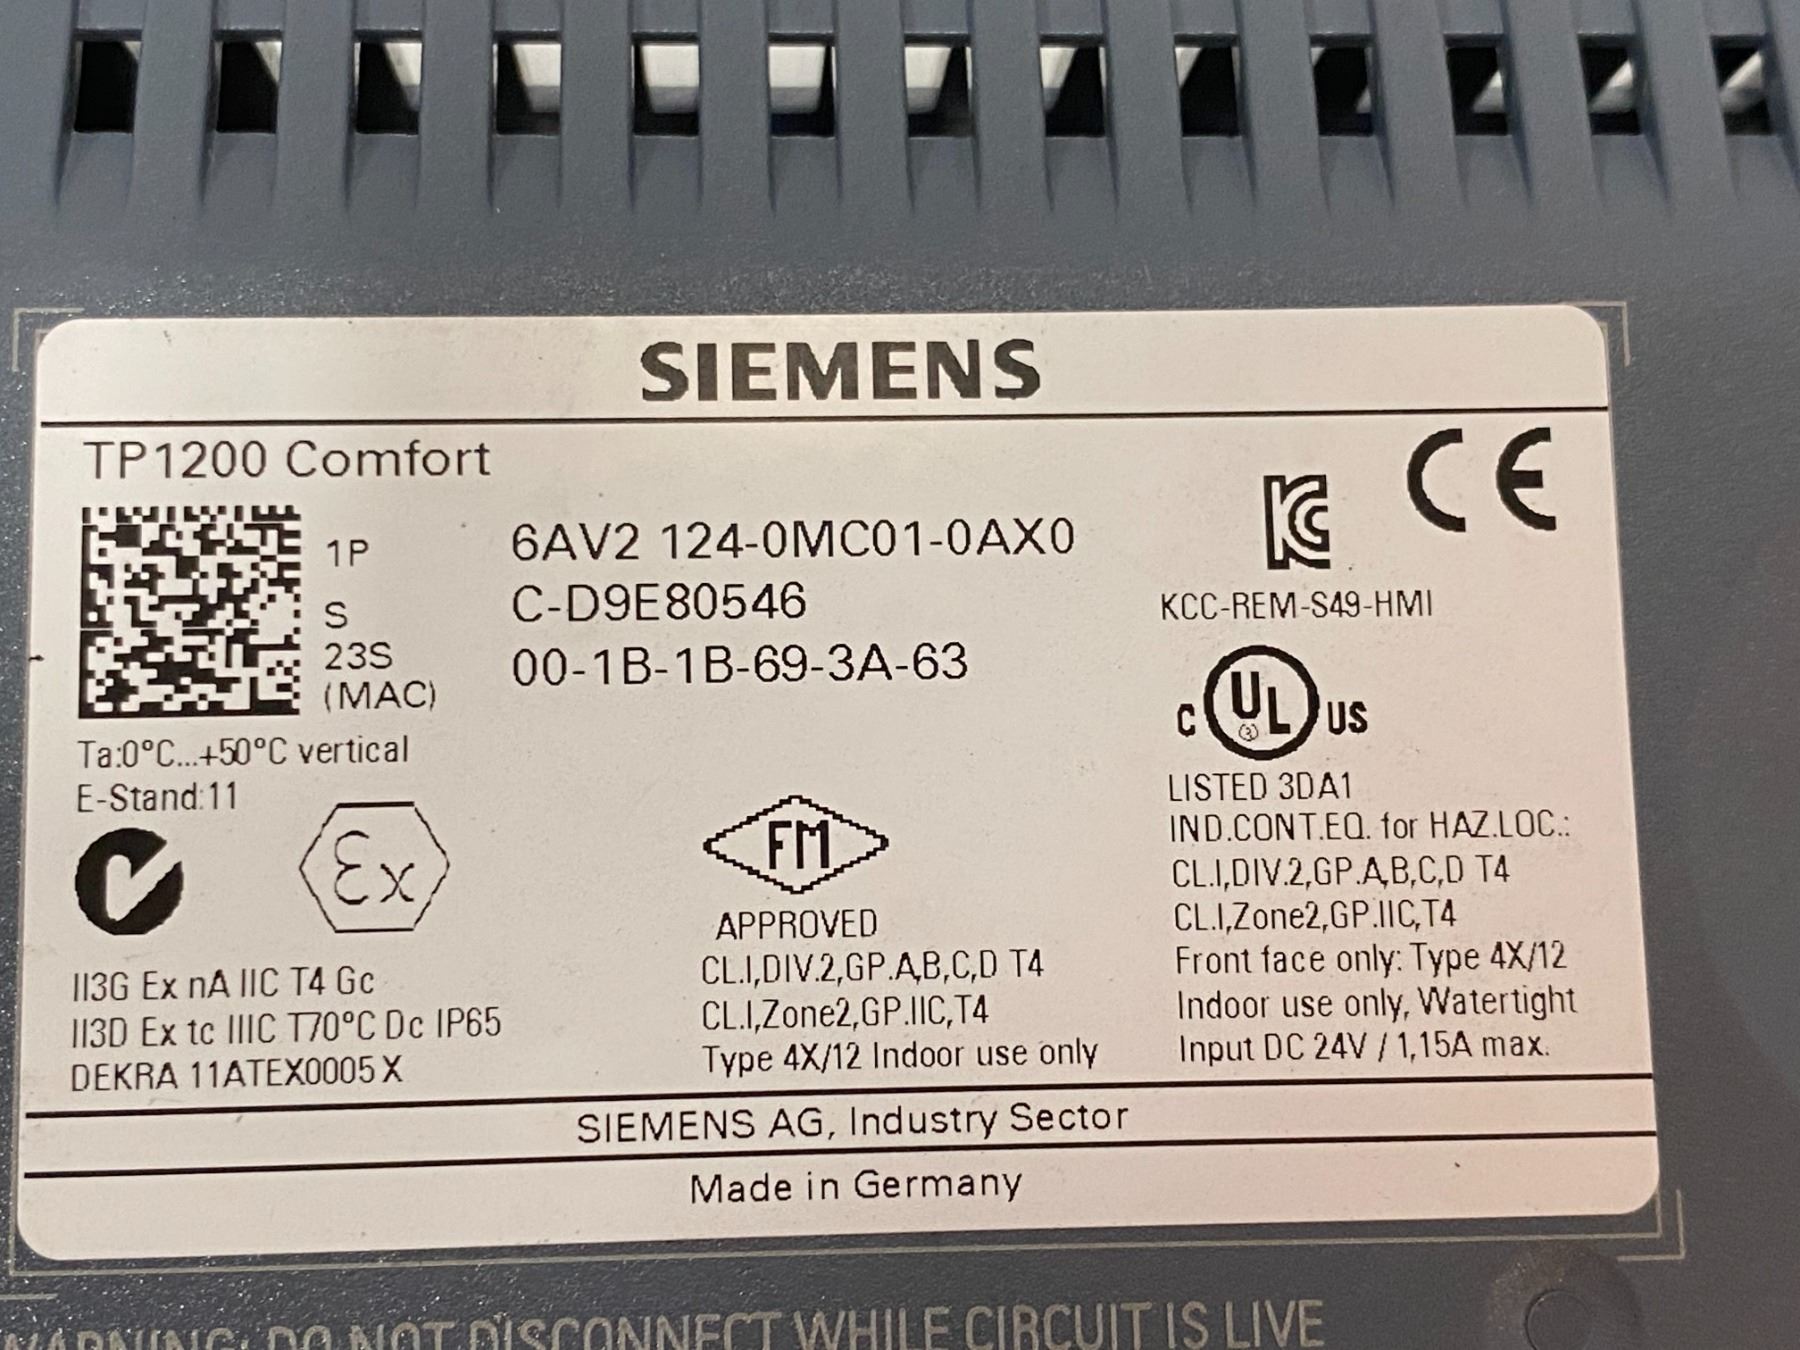 SIEMENS
TP1200 Comfort
1P 6AV2 124-0MC01-0AX0
S C-D9E80546
23S 00-1B-1B-69-3A-63
(MAC)
Ta:0°C...+50°C vertical
E-Stand:11
Ex
II3G Ex nA IIC T4 Gc
II3D Ex tc IIIC T70°C Dc IP65
DEKRA 11ATEX0005 X
FM
APPROVED
CL.I,DIV.2,GP.A,B,C,D T4
CL.I,Zone2,GP.IIC,T4
Type 4X/12 Indoor use only
CE
KC
KCC-REM-S49-HMI
C UL US
LISTED 3DA1
IND.CONT.EQ. for HAZ.LOC.:
CL.I,DIV.2,GP.A,B,C,D T4
CL.I,Zone2,GP.IIC,T4
Front face only: Type 4X/12
Indoor use only, Watertight
Input DC 24V / 1,15A max.
SIEMENS AG, Industry Sector
Made in Germany
WARNING: DO NOT DISCONNECT WHILE CIRCUIT IS LIVE